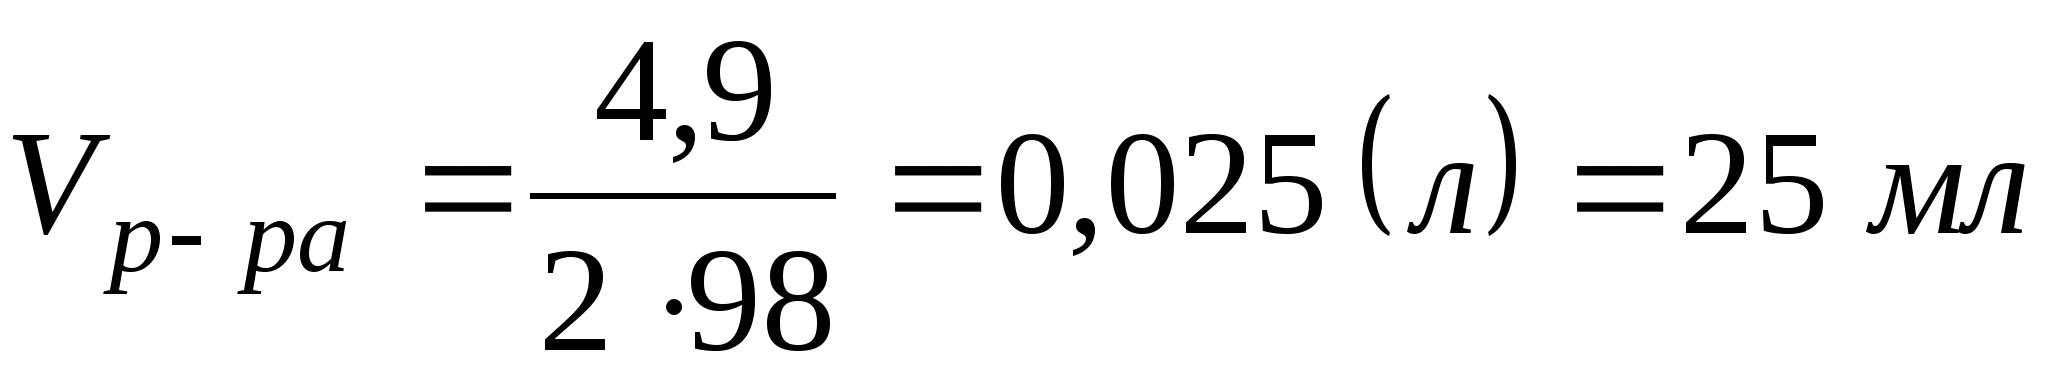 V р- ра = 4,9 / 2 · 98 = 0,025 (л) = 25 мл